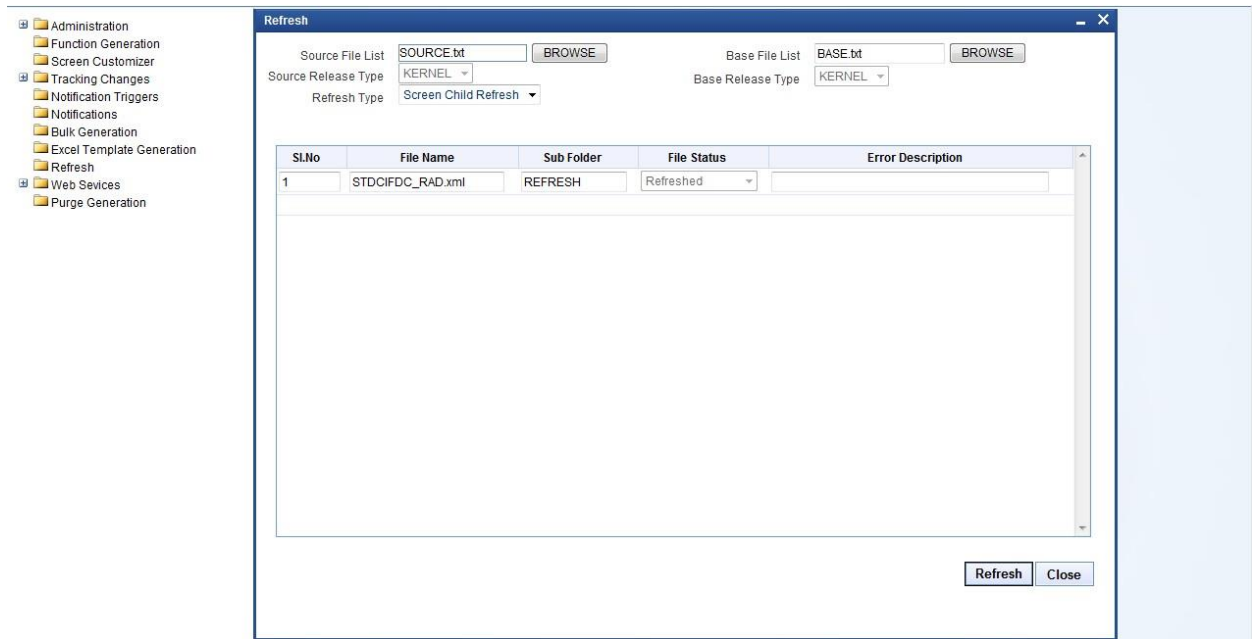 Administration
Function Generation
Screen Customizer
Tracking Changes
Notification Triggers
Notifications
Bulk Generation
Excel Template Generation
Refresh
Web Sevices
Purge Generation
Refresh
Source File List SOURCE.txt BROWSE Base File List BASE.txt BROWSE
Source Release Type KERNEL Base Release Type KERNEL
Refresh Type Screen Child Refresh
Sl.No File Name Sub Folder File Status Error Description
1 STDCIFDC_RAD.xml REFRESH Refreshed
Refresh Close